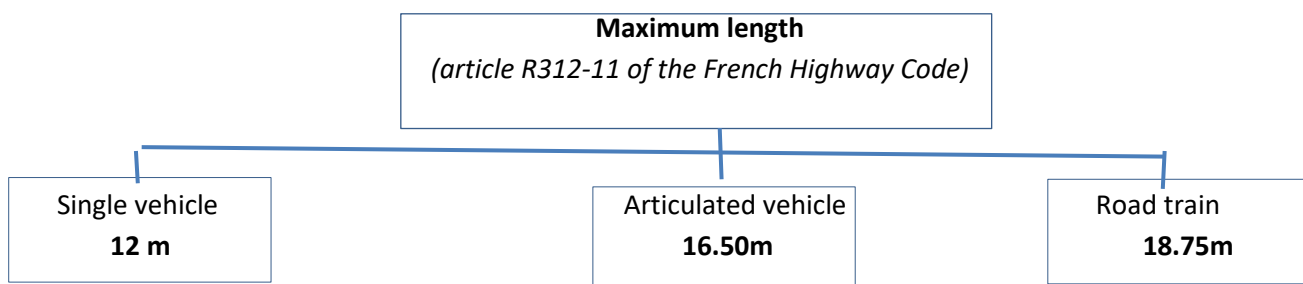 Maximum length
(article R312-11 of the French Highway Code)
Single vehicle
12 m
Articulated vehicle
16.50m
Road train
18.75m